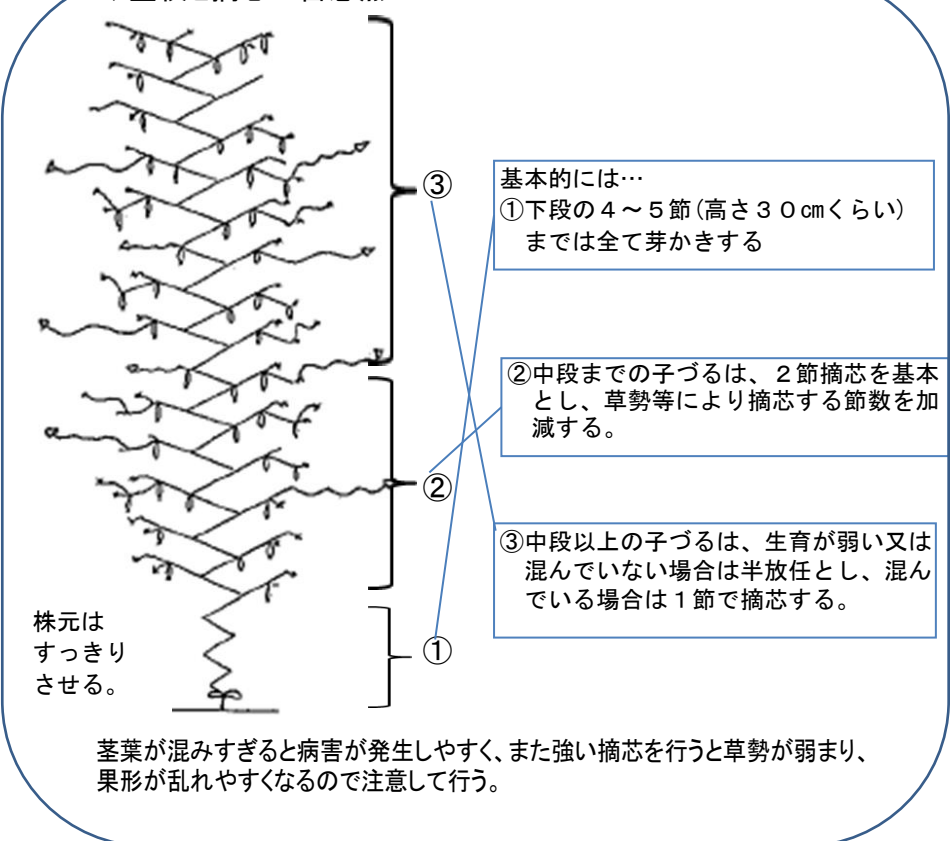 ③
基本的には…
①下段の４～５節(高さ３０㎝くらい)
までは全て芽かきする
②中段までの子づるは、２節摘芯を基本
とし、草勢等により摘芯する節数を加
減する。
②
③中段以上の子づるは、生育が弱い又は
混んでいない場合は半放任とし、混ん
でいる場合は１節で摘芯する。
株元は
すっきり
させる。
①
茎葉が混みすぎると病害が発生しやすく、また強い摘芯を行うと草勢が弱まり、
果形が乱れやすくなるので注意して行う。